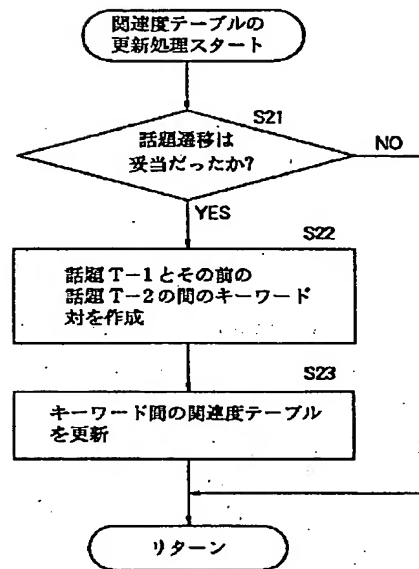 関連度テーブルの
更新処理スタート
S21
話題遷移は
妥当だったか?
NO
YES
S22
話題T-1とその前の
話題T-2の間のキーワード
対を作成
S23
キーワード間の関連度テーブル
を更新
リターン